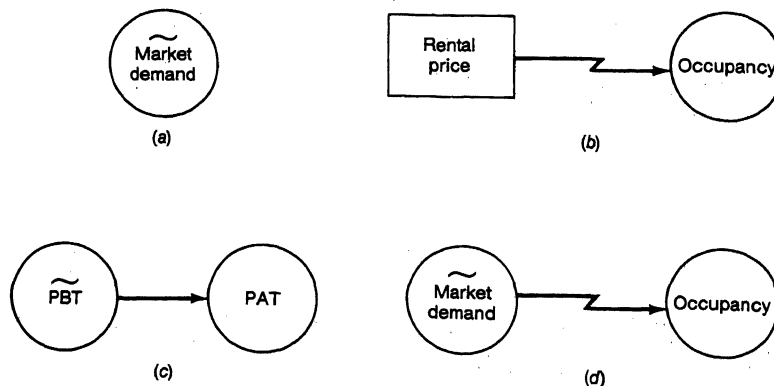 Market
demand
(a)
Rental
price
Occupancy
(b)
PBT
PAT
(c)
Market
demand
Occupancy
(d)